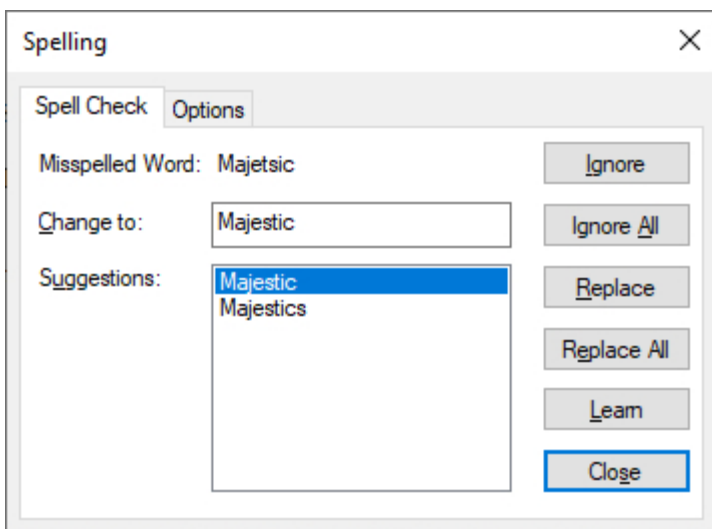 Spelling
Spell Check Options
Misspelled Word: Majetsic Ignore
Change to: Majestic Ignore All
Suggestions: Majestic Replace
Majestics
Replace All
Learn
Close